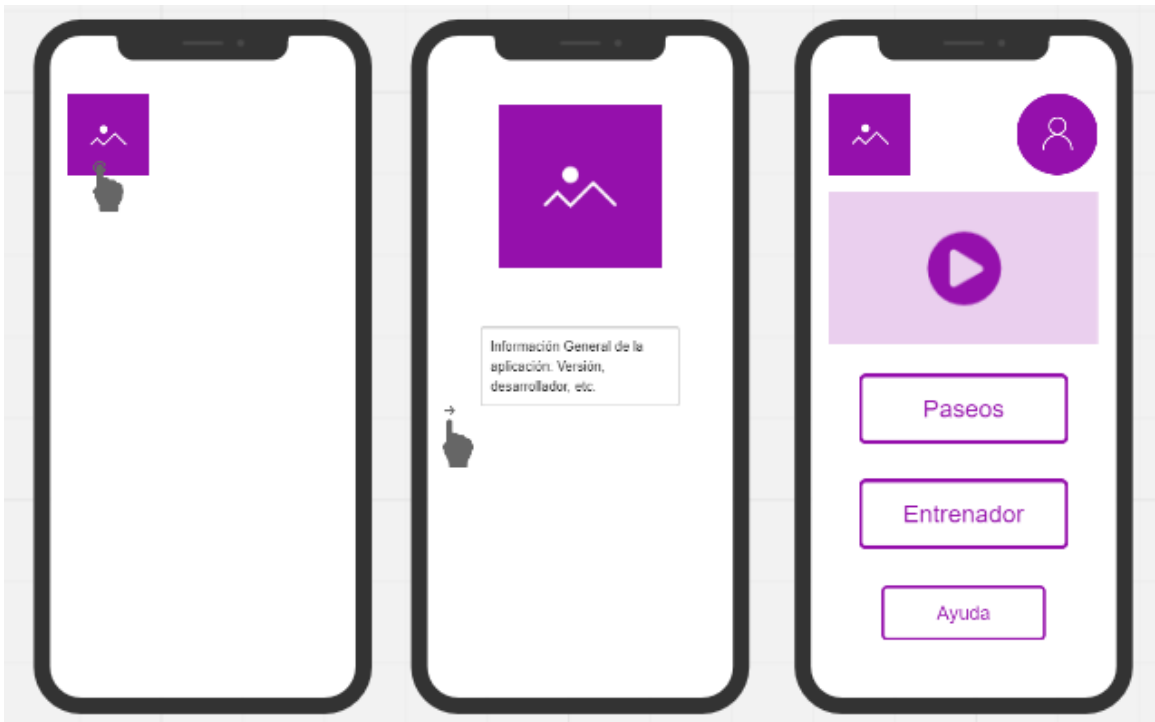 Información General de la
aplicación. Versión,
desarrollador, etc.
Paseos
Entrenador
Ayuda